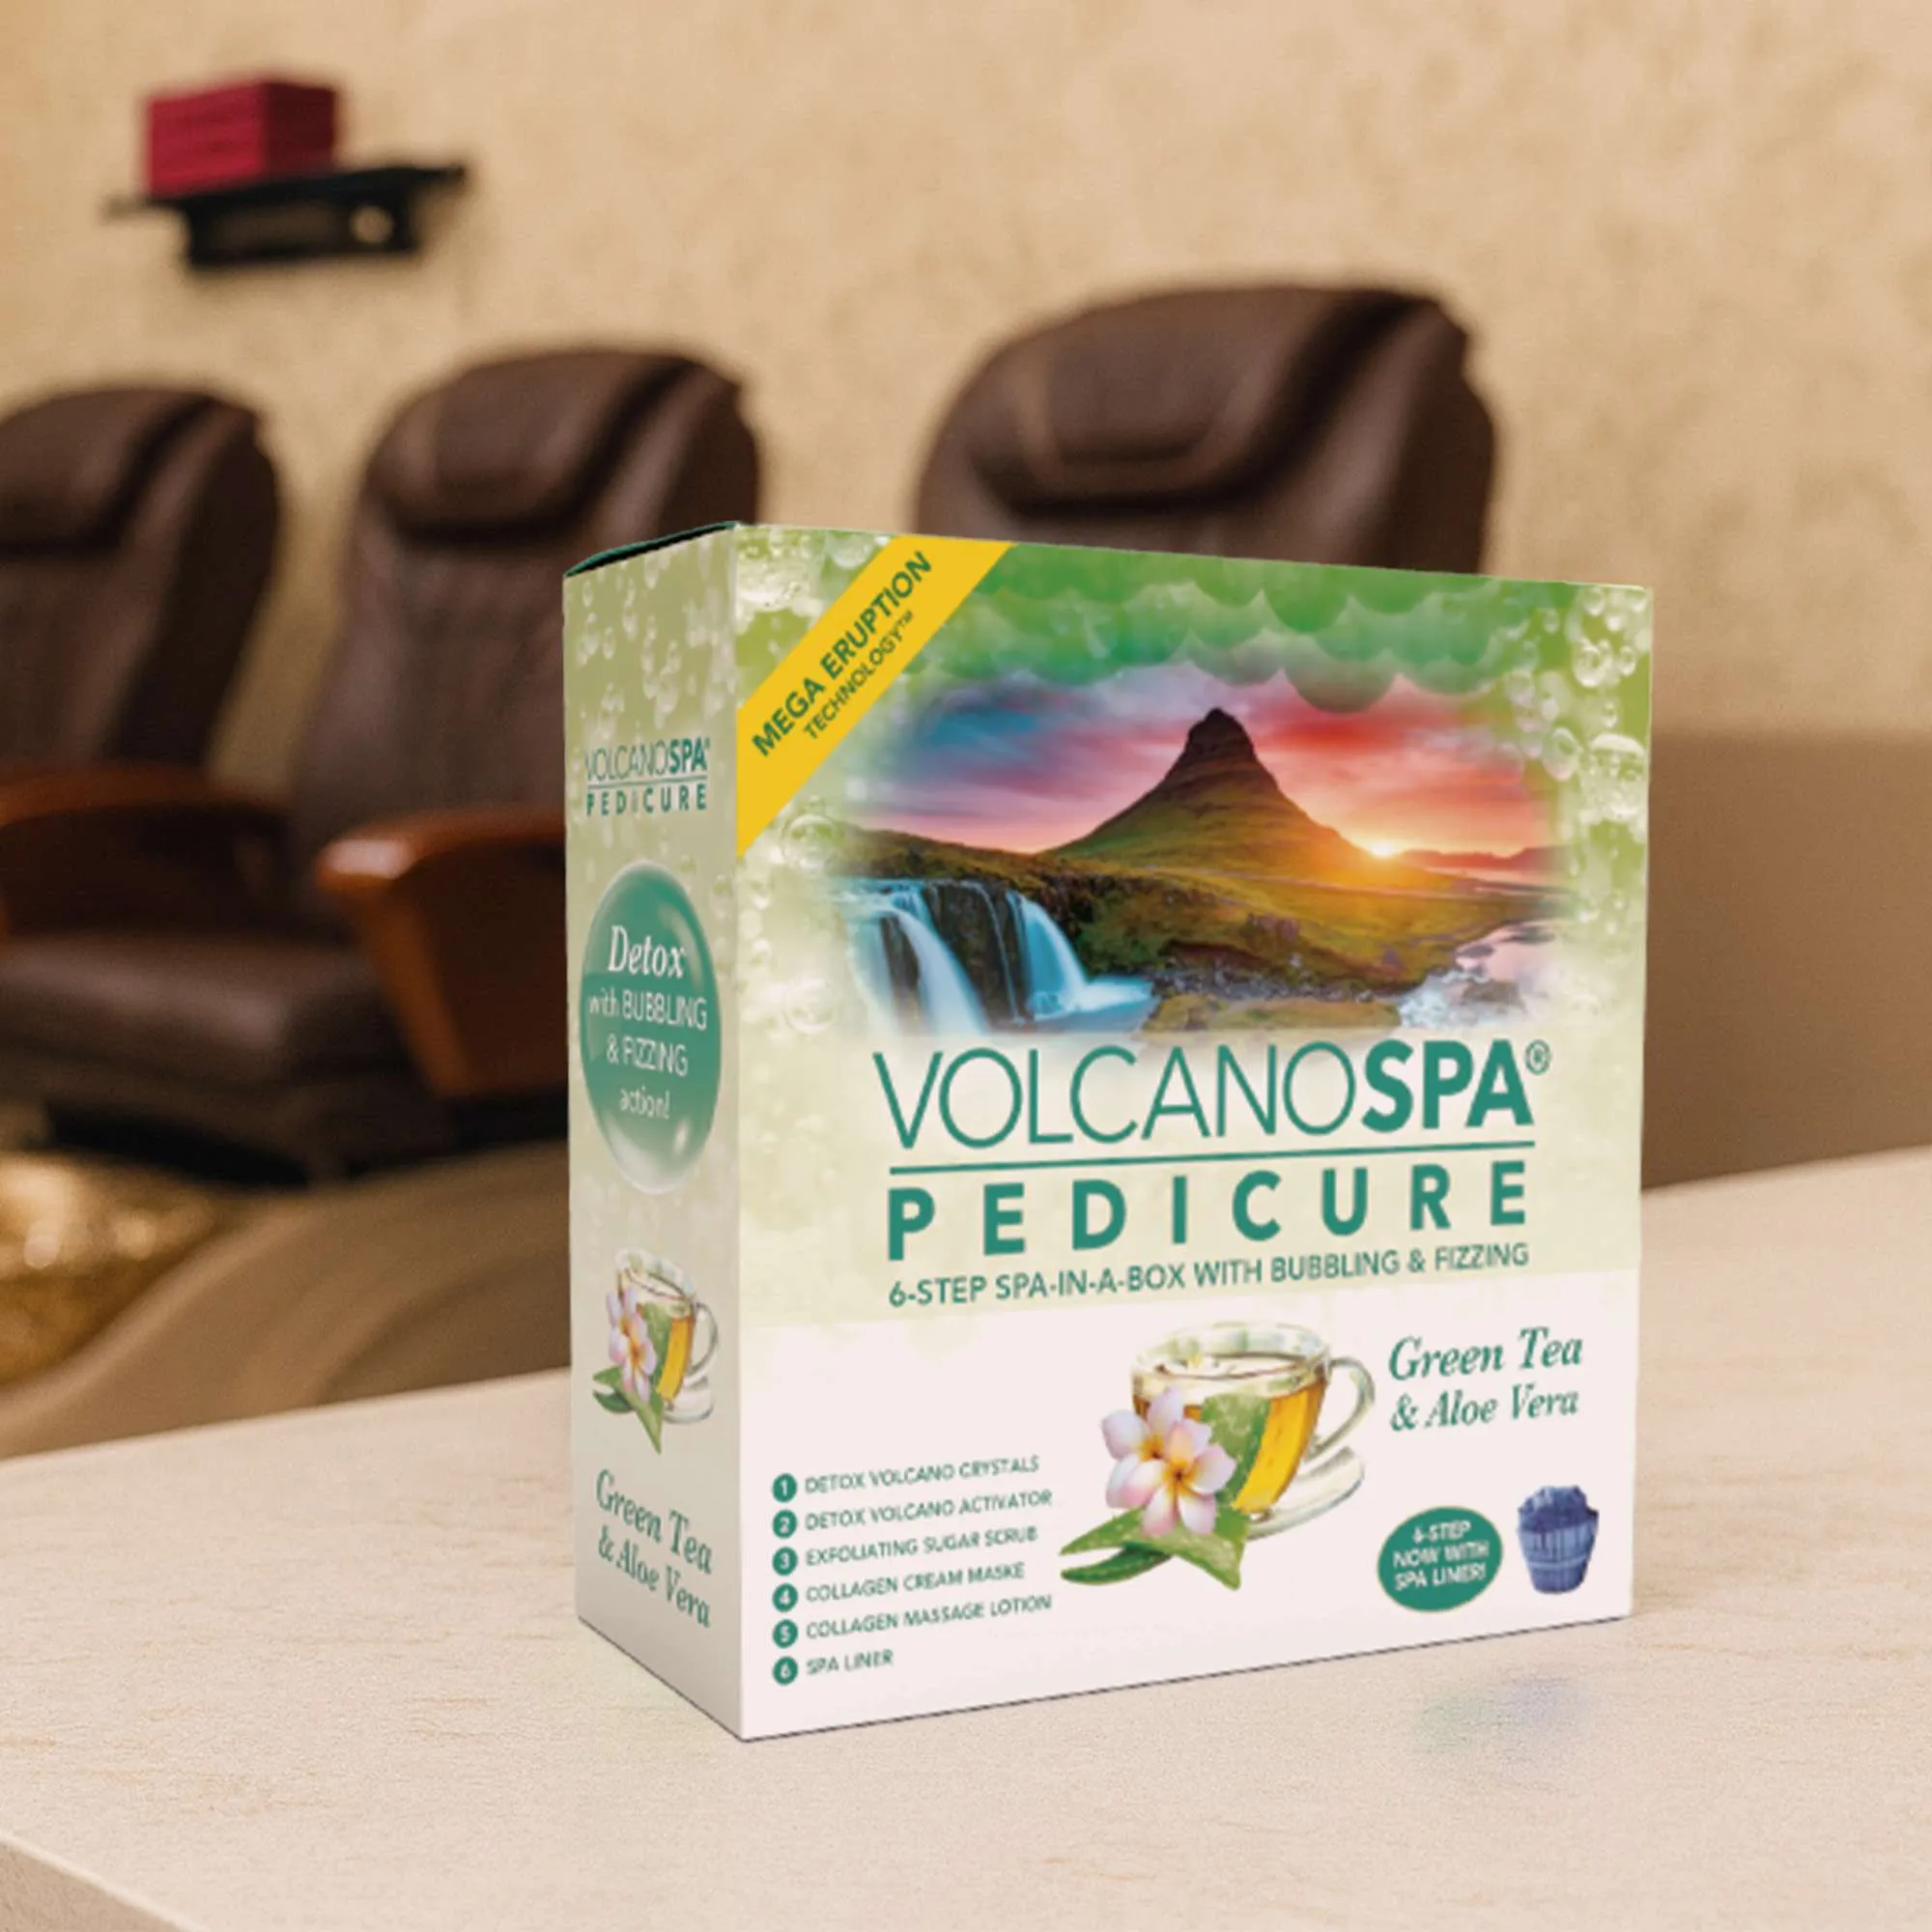 MEGA ERUPTION
TECHNOLOGY™
VOLCANOSPA®
PEDICURE
6-STEP SPA-IN-A-BOX WITH BUBBLING & FIZZING
Green Tea
& Aloe Vera
1 DETOX VOLCANO CRYSTALS
2 DETOX VOLCANO ACTIVATOR
3 EXFOLIATING SUGAR SCRUB
4 COLLAGEN CREAM MASKE
5 COLLAGEN MASSAGE LOTION
6 SPA LINER
6-STEP
NOW WITH
SPA LINER!
VOLCANOSPA®
PEDICURE
Detox
with BUBBLING
& FIZZING
action!
Green Tea
& Aloe Vera